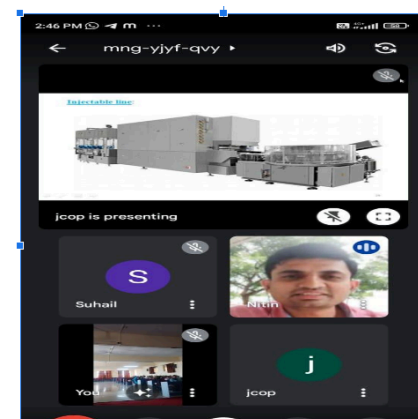 2:46 PM
mng-yjyf-qvy
Injectable line:
jcop is presenting
S
Suhail
Nitin
You
j
jcop